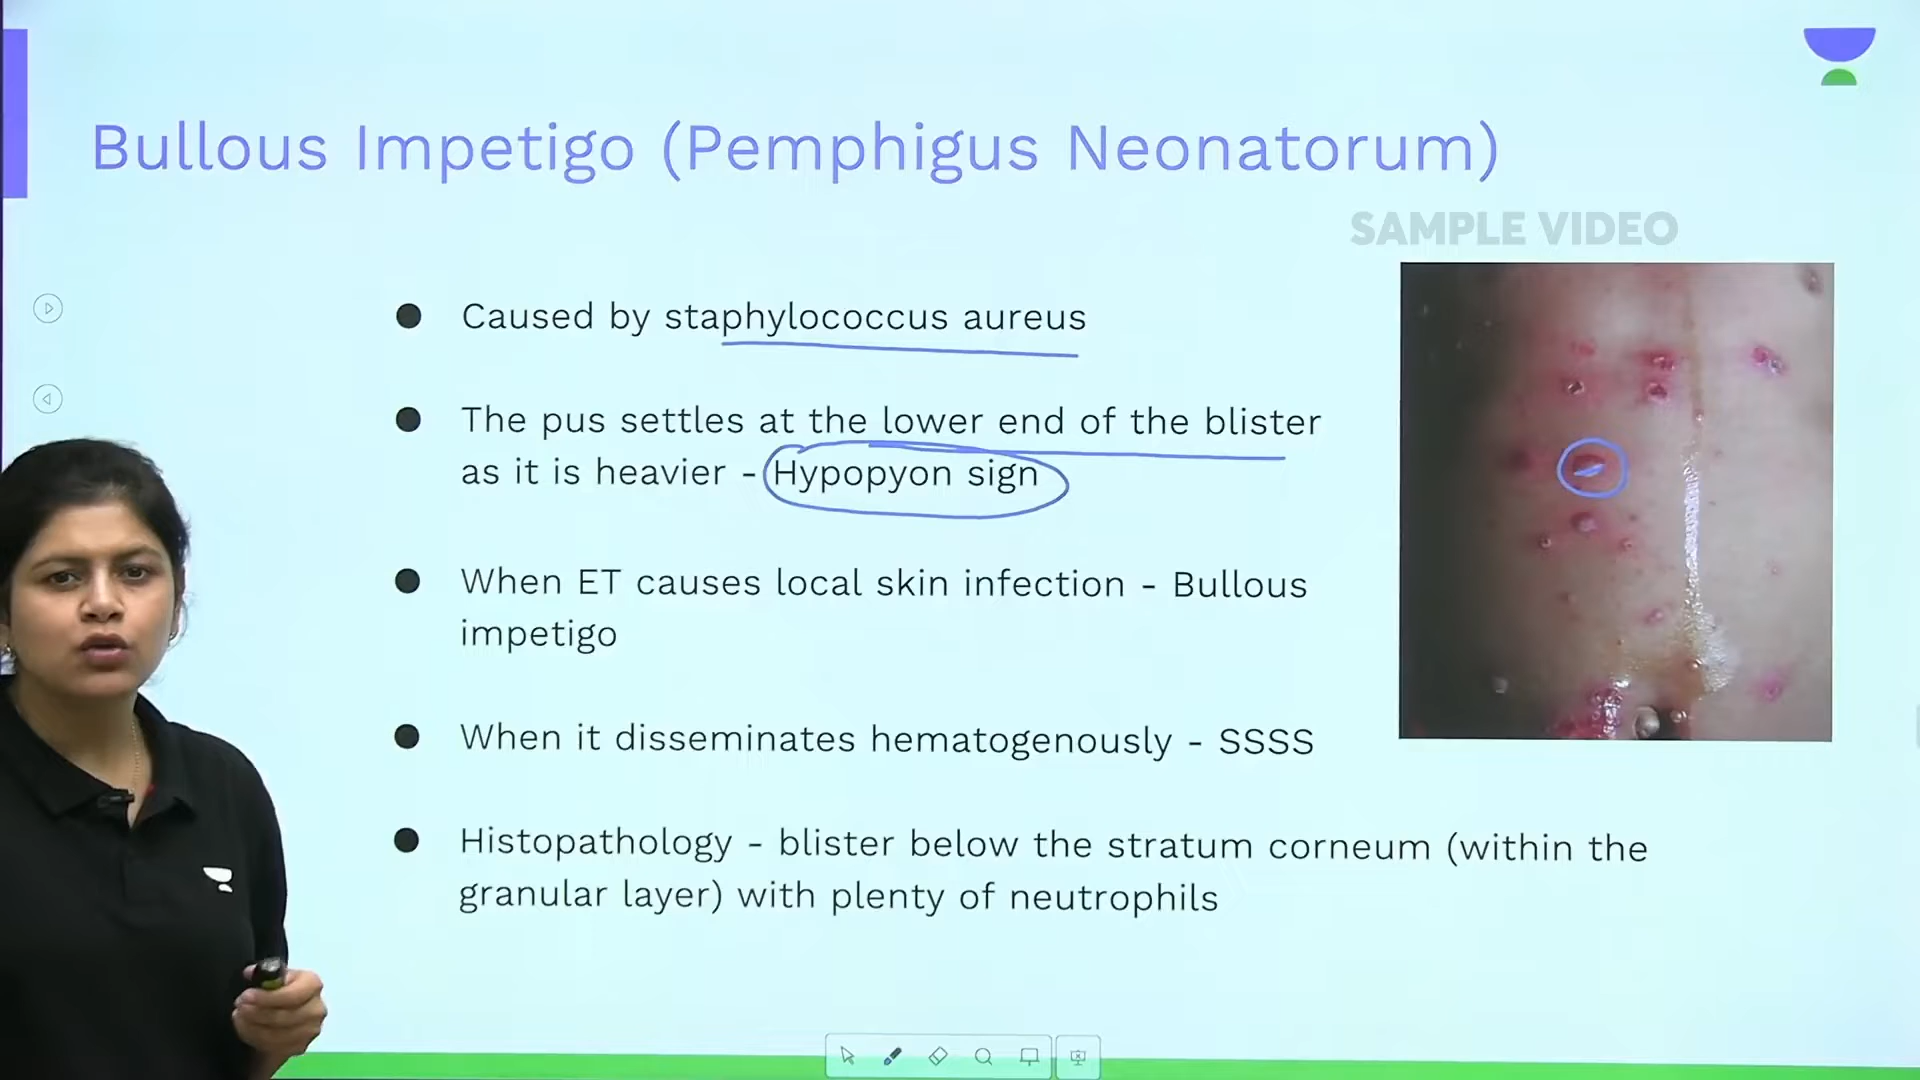 Bullous Impetigo (Pemphigus Neonatorum)
SAMPLE VIDEO
● Caused by staphylococcus aureus
● The pus settles at the lower end of the blister
as it is heavier - Hypopyon sign
● When ET causes local skin infection - Bullous
impetigo
● When it disseminates hematogenously - SSSS
● Histopathology - blister below the stratum corneum (within the
granular layer) with plenty of neutrophils